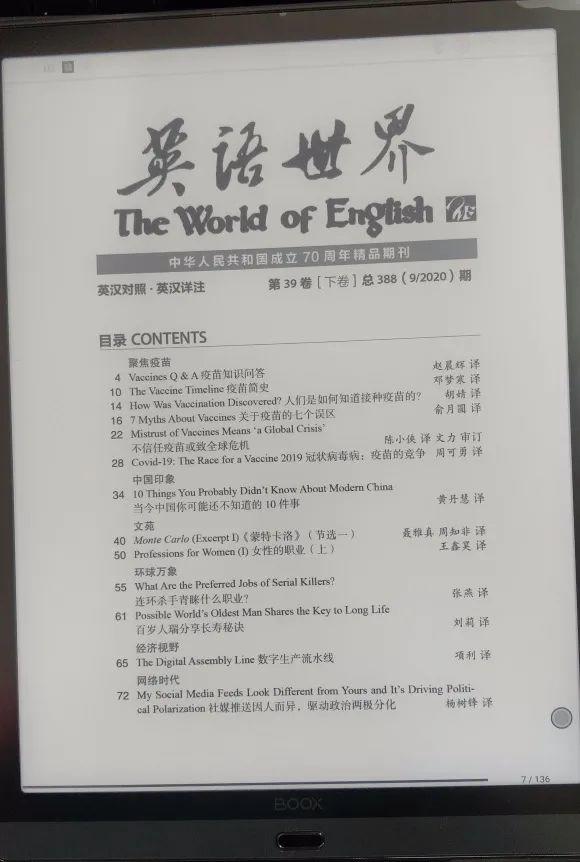 英语世界
The World of English
中华人民共和国成立70周年精品期刊
英汉对照·英汉详注 第39卷[下卷]总388(9/2020)期
目录 CONTENTS
聚焦疫苗
4 Vaccines Q & A 疫苗知识问答 赵晨辉 译
10 The Vaccine Timeline 疫苗简史 邓梦寒 译
14 How Was Vaccination Discovered? 人们是如何知道接种疫苗的? 胡婧 译
16 7 Myths About Vaccines 关于疫苗的七个误区 俞月圆 译
22 Mistrust of Vaccines Means ‘a Global Crisis’
不信任疫苗或致全球危机 陈小侠 译 文力 审订
28 Covid-19: The Race for a Vaccine 2019 冠状病毒病:疫苗的竞争 周可勇 译
中国印象
34 10 Things You Probably Didn’t Know About Modern China
当今中国你可能还不知道的 10 件事 黄丹慧 译
文苑
40 Monte Carlo (Excerpt I)《蒙特卡洛》(节选一) 聂雅真 周知非 译
50 Professions for Women (I) 女性的职业(上) 王鑫昊 译
环球万象
55 What Are the Preferred Jobs of Serial Killers?
连环杀手青睐什么职业? 张燕 译
61 Possible World’s Oldest Man Shares the Key to Long Life
百岁人瑞分享长寿秘诀 刘莉 译
经济视野
65 The Digital Assembly Line 数字生产流水线 项利 译
网络时代
72 My Social Media Feeds Look Different from Yours and It’s Driving Politi-
cal Polarization 社媒推送因人而异,驱动政治两极分化 杨树锋 译
7 / 136
BOOX